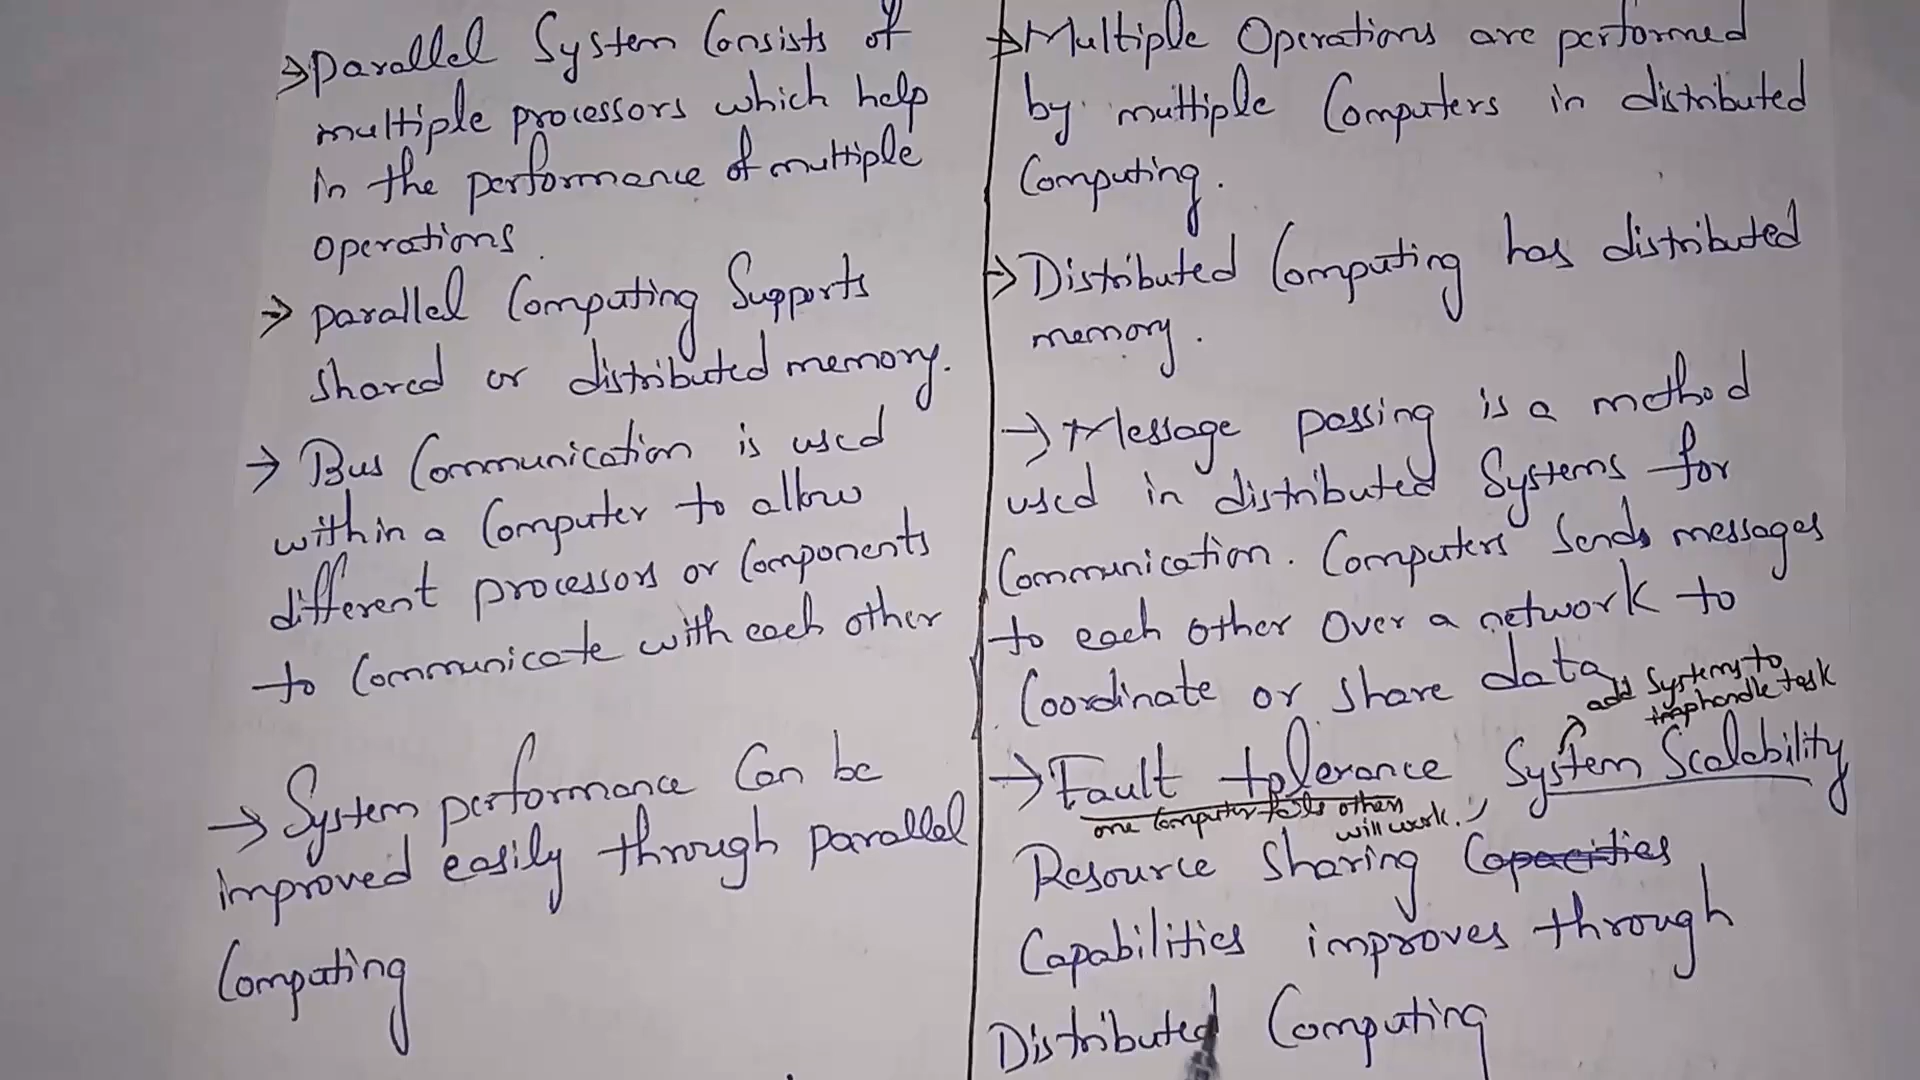 → parallel System Consists of
multiple processors which help
in the performance of multiple
operations.
→ parallel Computing Supports
shared or distributed memory.
→ Bus Communication is used
within a Computer to allow
different processors or Components
to Communicate with each other
→ System performance Can be
improved easily through parallel
Computing
→ Multiple Operations are performed
by multiple Computers in distributed
Computing.
→ Distributed Computing has distributed
memory.
→ Message passing is a method
used in distributed Systems for
Communication. Computers Sends messages
to each other Over a network to
Coordinate or share data
add Systems to
handle task
→ Fault tolerance System Scalability
one Computer fails others
will work.
Resource Sharing Capacities
Capabilities improves through
Distributed Computing